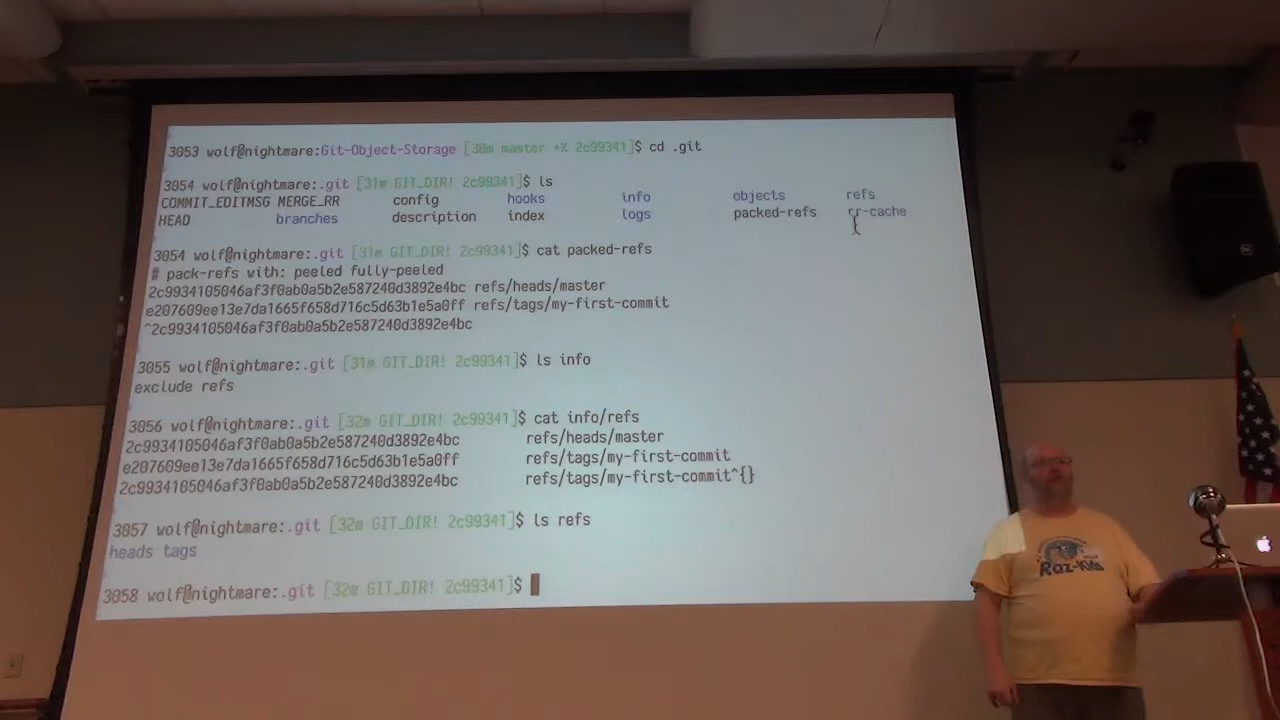 3053 wolf@nightmare:Git-Object-Storage [30m master +X 2c99341]$ cd .git
3054 wolf@nightmare:.git [31m GIT_DIR! 2c99341]$ ls
COMMIT_EDITMSG MERGE_RR config hooks info objects refs
HEAD branches description index logs packed-refs rr-cache
3054 wolf@nightmare:.git [31m GIT_DIR! 2c99341]$ cat packed-refs
# pack-refs with: peeled fully-peeled
2c9934105046af3f0ab0a5b2e587240d3892e4bc refs/heads/master
e207609ee13e7da1665f658d716c5d63b1e5a0ff refs/tags/my-first-commit
^2c9934105046af3f0ab0a5b2e587240d3892e4bc
3055 wolf@nightmare:.git [31m GIT_DIR! 2c99341]$ ls info
exclude refs
3056 wolf@nightmare:.git [32m GIT_DIR! 2c99341]$ cat info/refs
2c9934105046af3f0ab0a5b2e587240d3892e4bc refs/heads/master
e207609ee13e7da1665f658d716c5d63b1e5a0ff refs/tags/my-first-commit
2c9934105046af3f0ab0a5b2e587240d3892e4bc refs/tags/my-first-commit^{}
3057 wolf@nightmare:.git [32m GIT_DIR! 2c99341]$ ls refs
heads tags
3058 wolf@nightmare:.git [32m GIT_DIR! 2c99341]$
Raz-Kids